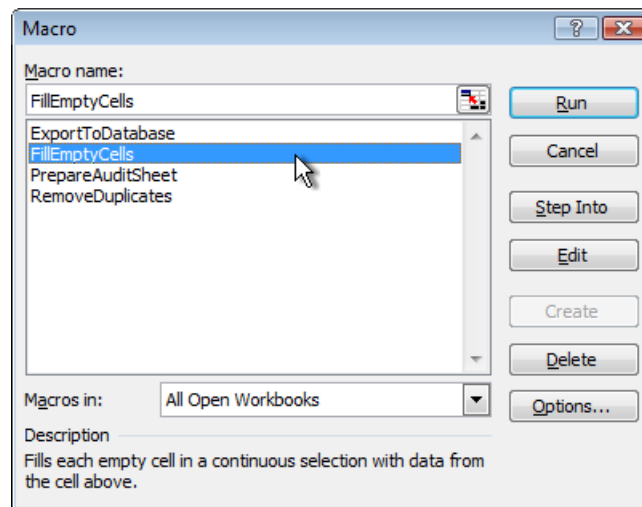 Macro
Macro name:
FillEmptyCells
ExportToDatabase
FillEmptyCells
PrepareAuditSheet
RemoveDuplicates
Run
Cancel
Step Into
Edit
Create
Delete
Options...
Macros in:
All Open Workbooks
Description
Fills each empty cell in a continuous selection with data from
the cell above.